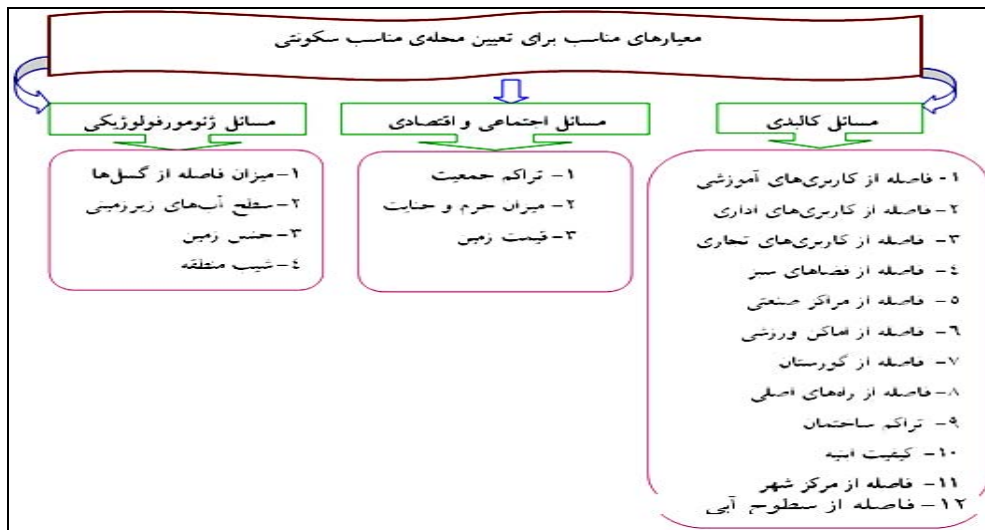 معیارهای مناسب برای تعیین محله‌ی مناسب سکونتی
مسائل کالبدی
۱- فاصله از کاربری‌های آموزشی
۲- فاصله از کاربری‌های اداری
۳- فاصله از کاربری‌های تجاری
٤- فاصله از فضاهای سبز
۵- فاصله از مراکز صنعتی
٦- فاصله از اماکن ورزشی
۷- فاصله از گورستان
۸- فاصله از راه‌های اصلی
۹- تراکم ساختمان
۱۰- کیفیت ابنیه
۱۱- فاصله از مرکز شهر
۱۲- فاصله از سطوح آبی
مسائل اجتماعی و اقتصادی
۱- تراکم جمعیت
۲- میزان جرم و جنایت
۳- قیمت زمین
مسائل ژئومورفولوژیکی
۱- میزان فاصله از گسل‌ها
۲- سطح آب‌های زیرزمینی
۳- جنس زمین
٤- شیب منطقه